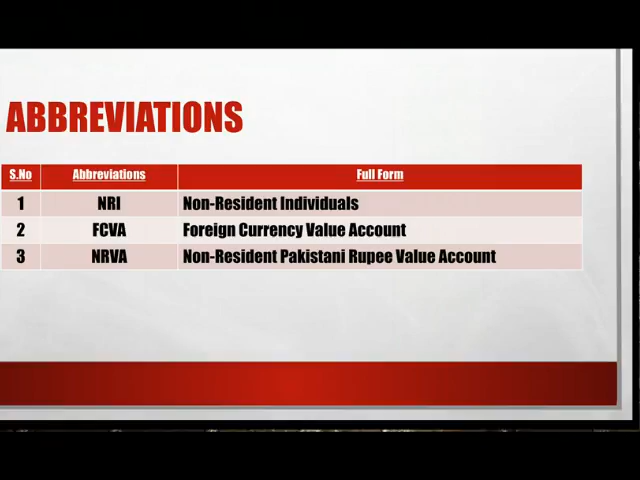 ABBREVIATIONS
S.No Abbreviations Full Form
1 NRI Non-Resident Individuals
2 FCVA Foreign Currency Value Account
3 NRVA Non-Resident Pakistani Rupee Value Account